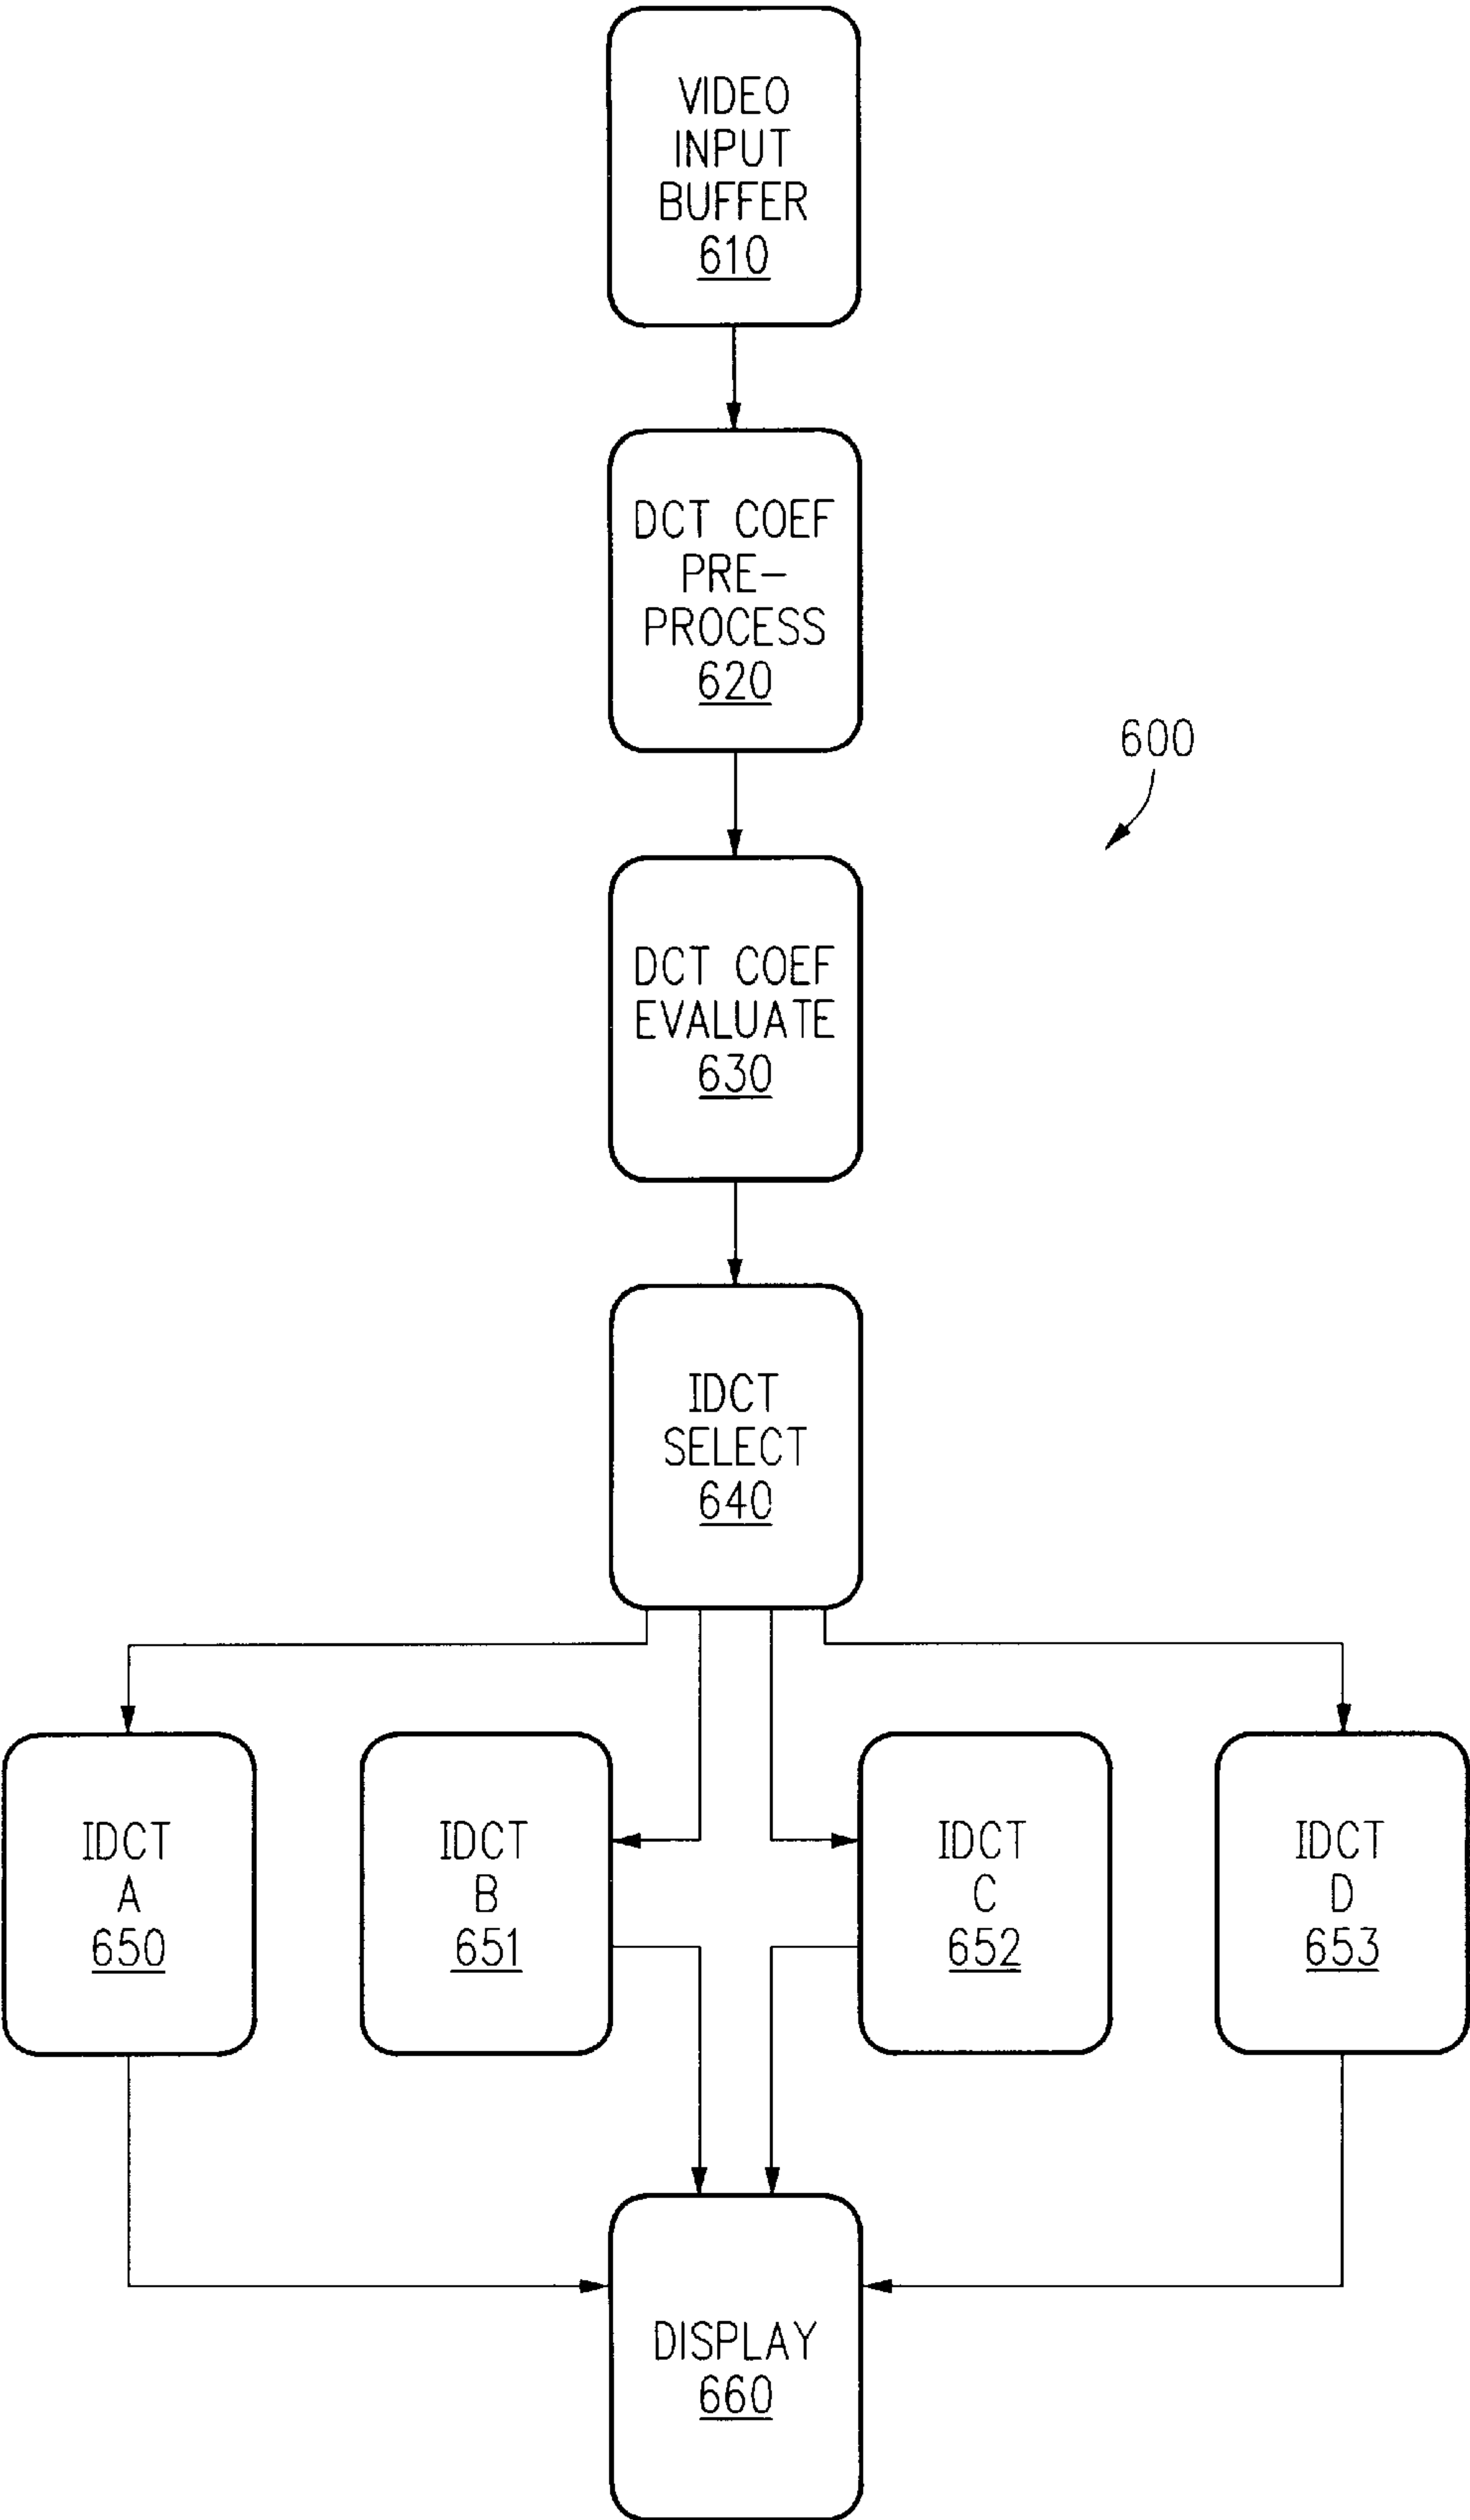 VIDEO
INPUT
BUFFER
610
DCT COEF
PRE-
PROCESS
620
600
DCT COEF
EVALUATE
630
IDCT
SELECT
640
IDCT
A
650
IDCT
B
651
IDCT
C
652
IDCT
D
653
DISPLAY
660